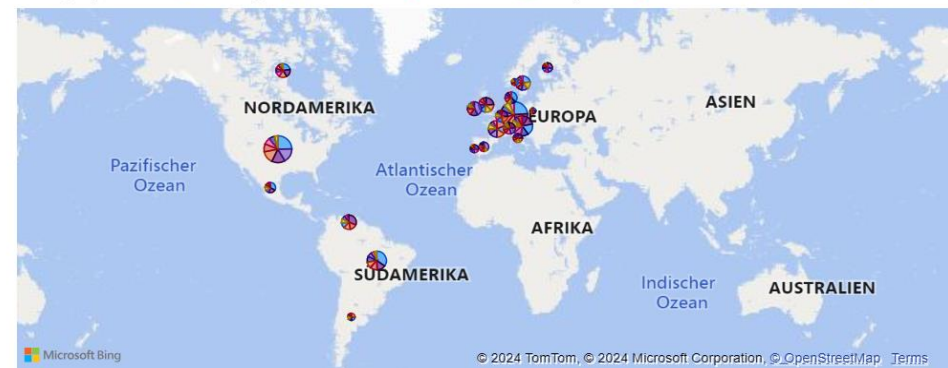 NORDAMERIKA
EUROPA
ASIEN
Pazifischer
Ozean
Atlantischer
Ozean
AFRIKA
SÜDAMERIKA
Indischer
Ozean
AUSTRALIEN
Microsoft Bing
© 2024 TomTom, © 2024 Microsoft Corporation, © OpenStreetMap Terms